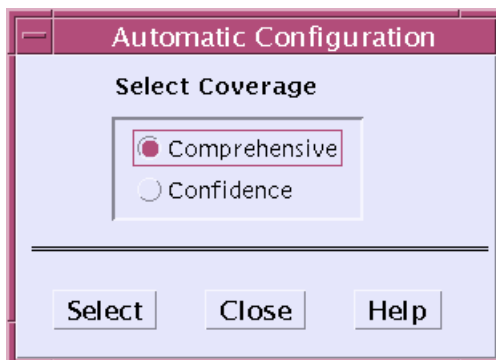 Automatic Configuration
Select Coverage
Comprehensive
Confidence
Select Close Help